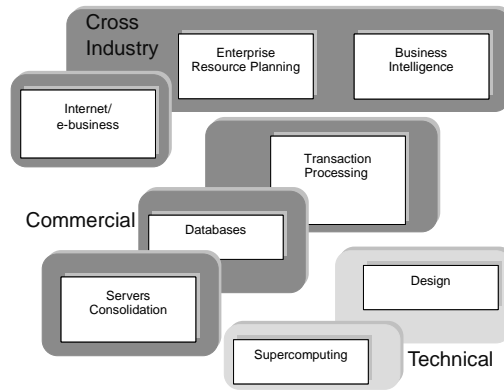 Cross
Industry
Enterprise
Resource Planning
Business
Intelligence
Internet/
e-business
Transaction
Processing
Commercial
Databases
Servers
Consolidation
Design
Supercomputing
Technical